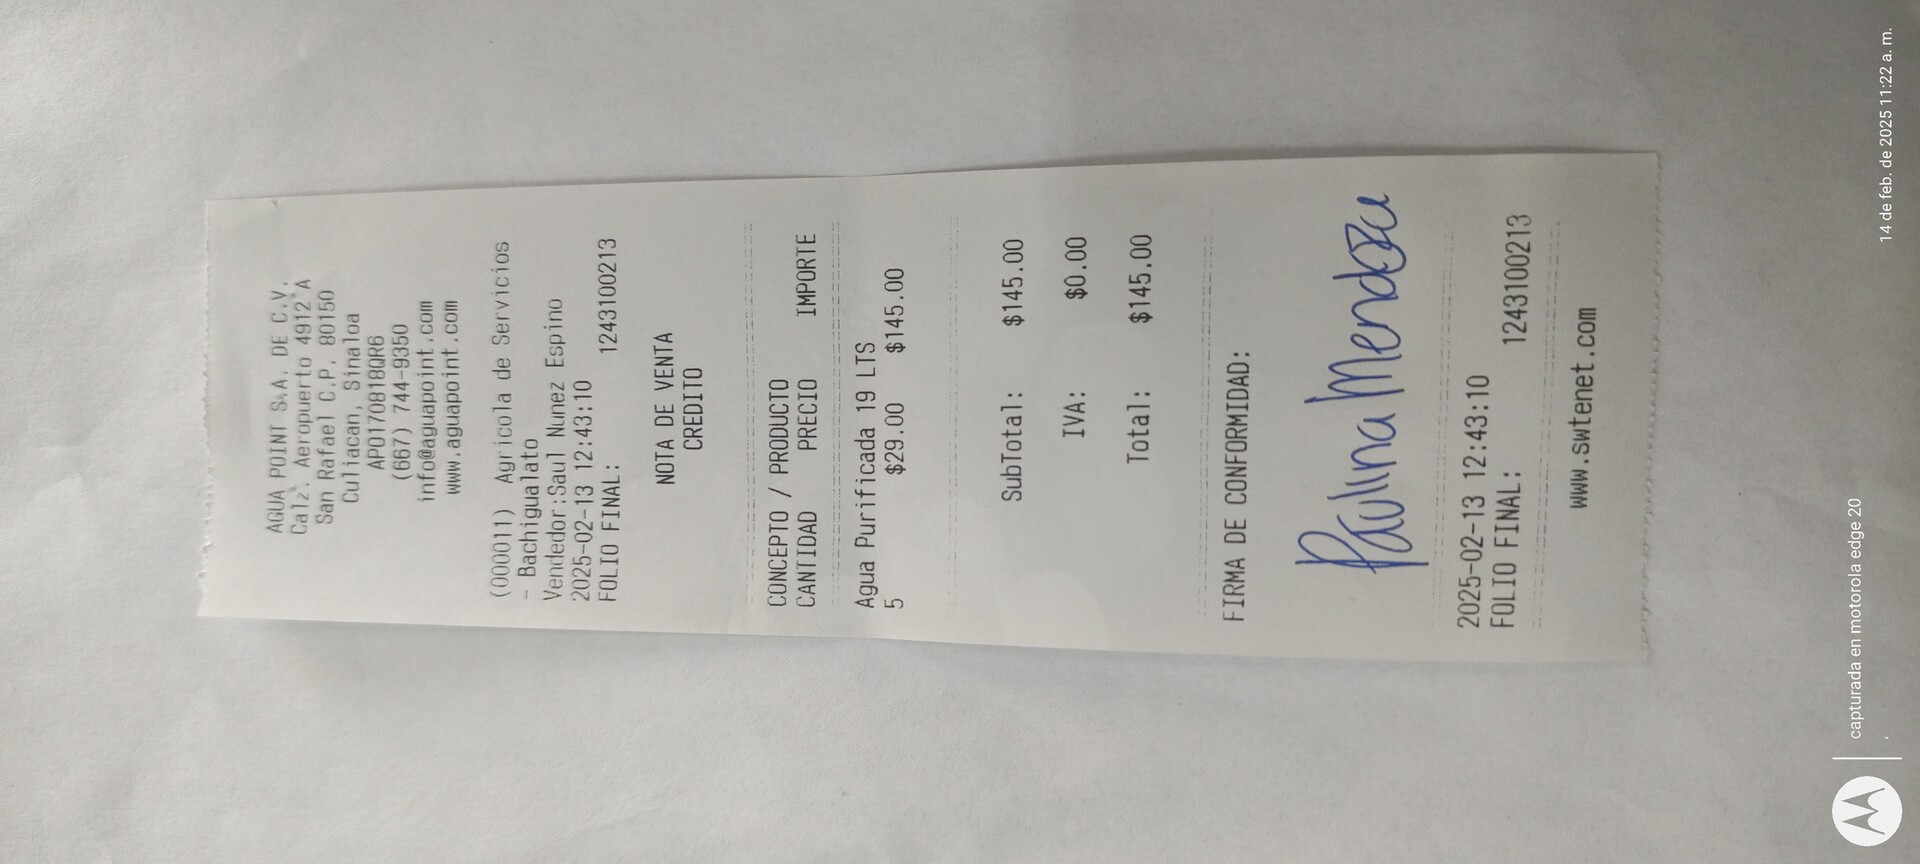 AGUA POINT S.A. DE C.V.
Calz. Aeropuerto 4912 A
San Rafael C.P. 80150
Culiacan, Sinaloa
APO170818QR6
(667) 744-9350
info@aguapoint.com
www.aguapoint.com
(000011) Agricola de Servicios
- Bachigualato
Vendedor:Saul Nunez Espino
2025-02-13 12:43:10
FOLIO FINAL: 1243100213
NOTA DE VENTA
CREDITO
CONCEPTO / PRODUCTO
CANTIDAD PRECIO IMPORTE
Agua Purificada 19 LTS
5 $29.00 $145.00
SubTotal: $145.00
IVA: $0.00
Total: $145.00
FIRMA DE CONFORMIDAD:
Paulina Mendoza
2025-02-13 12:43:10
FOLIO FINAL: 1243100213
www.swtenet.com
capturada en motorola edge 20
14 de feb. de 2025 11:22 a. m.